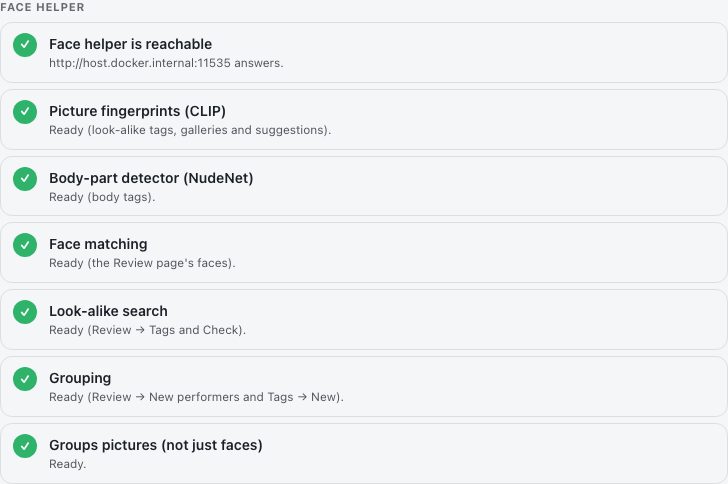 FACE HELPER
Face helper is reachable
http://host.docker.internal:11535 answers.
Picture fingerprints (CLIP)
Ready (look-alike tags, galleries and suggestions).
Body-part detector (NudeNet)
Ready (body tags).
Face matching
Ready (the Review page's faces).
Look-alike search
Ready (Review → Tags and Check).
Grouping
Ready (Review → New performers and Tags → New).
Groups pictures (not just faces)
Ready.